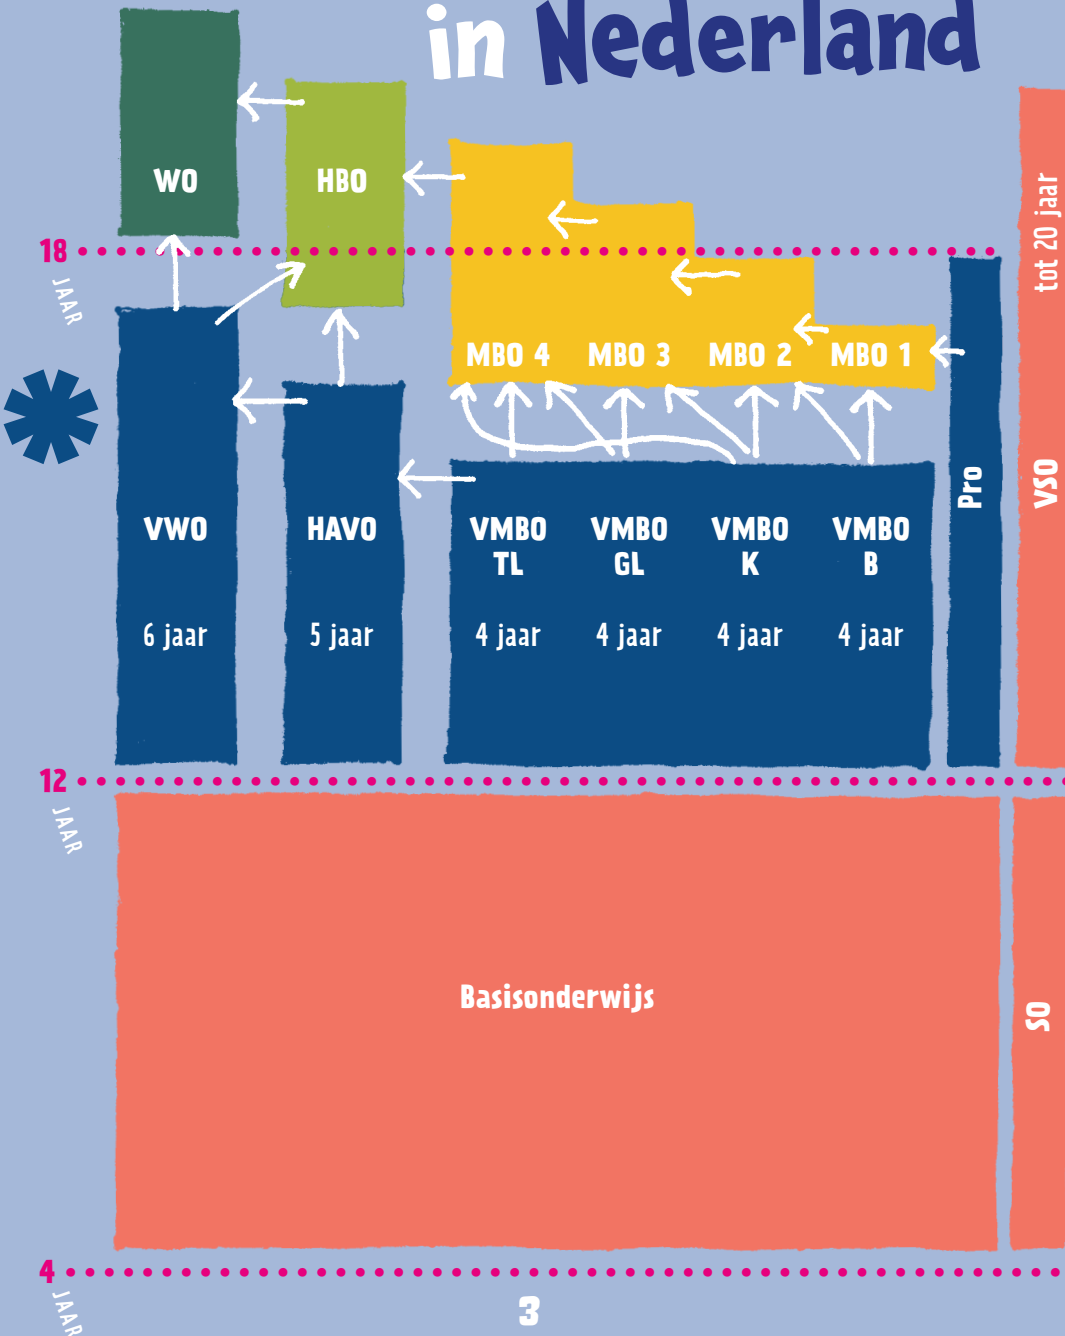 in Nederland
WO
HBO
tot 20 jaar
18
JAAR
MBO 4
MBO 3
MBO 2
MBO 1
Pro
VSO
VWO
HAVO
VMBO
TL
VMBO
GL
VMBO
K
VMBO
B
6 jaar
5 jaar
4 jaar
4 jaar
4 jaar
4 jaar
12
JAAR
Basisonderwijs
SO
4
JAAR
3